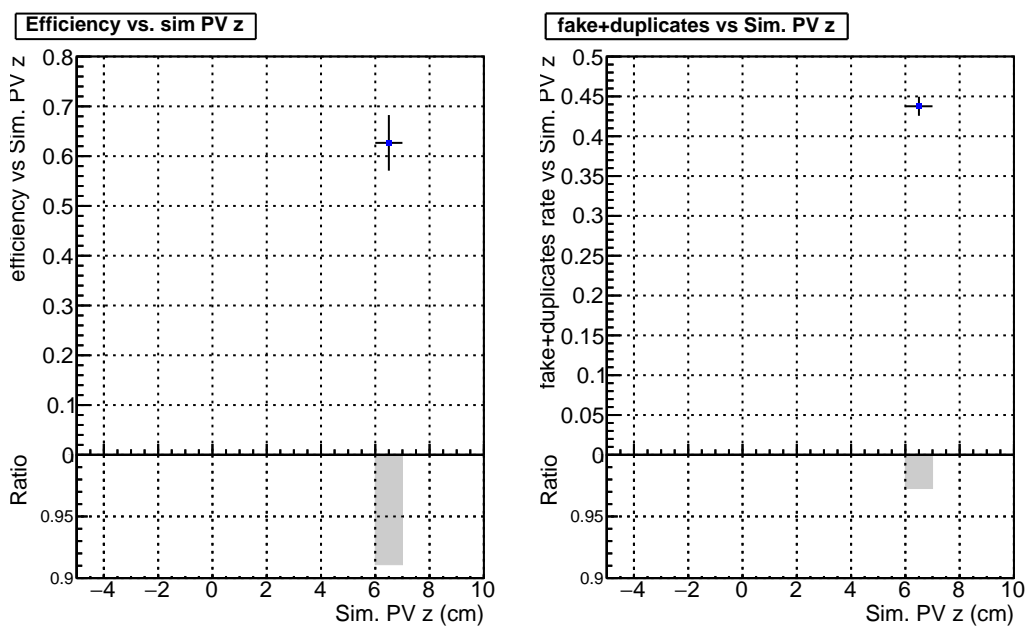 Efficiency vs. sim PV z
efficiency vs Sim. PV z
0.8
0.7
0.6
0.5
0.4
0.3
0.2
0.1
0
Ratio
0.95
0.9
−4 −2 0 2 4 6 8 10
Sim. PV z (cm)
fake+duplicates vs Sim. PV z
fake+duplicates rate vs Sim. PV z
0.5
0.45
0.4
0.35
0.3
0.25
0.2
0.15
0.1
0.05
0
Ratio
0.95
0.9
−4 −2 0 2 4 6 8 10
Sim. PV z (cm)